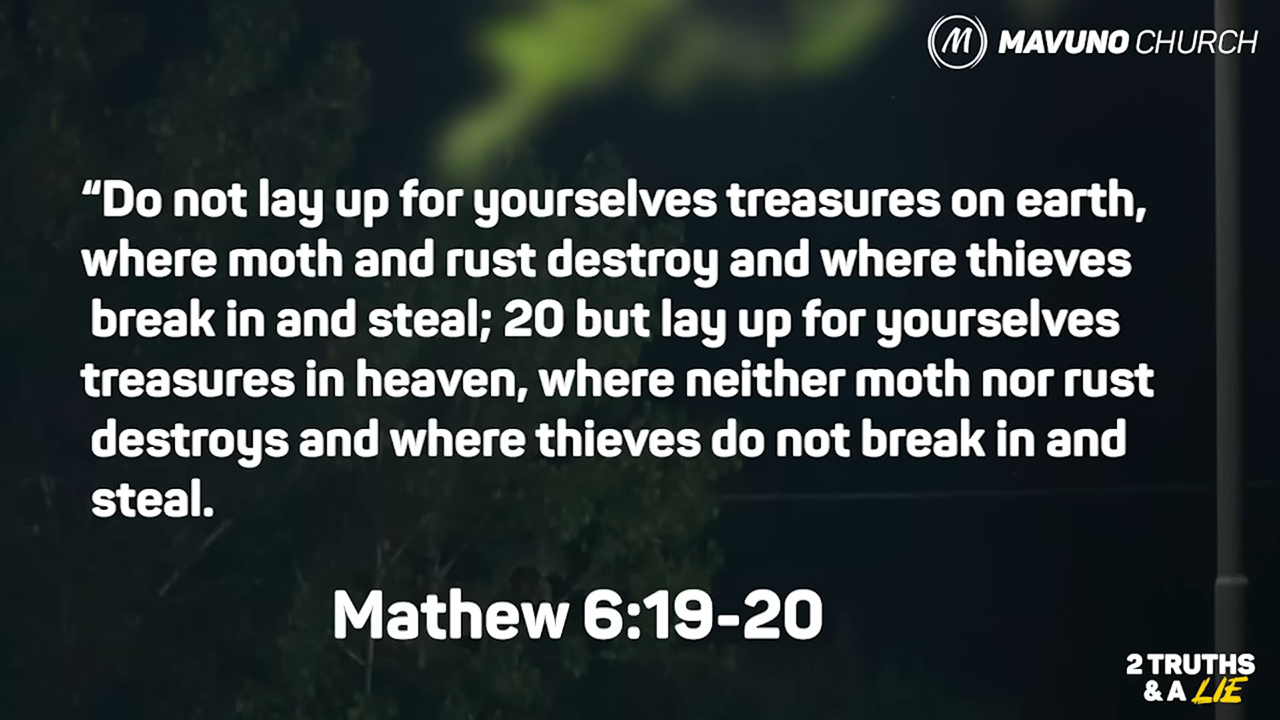 MAVUNO CHURCH
“Do not lay up for yourselves treasures on earth,
where moth and rust destroy and where thieves
break in and steal; 20 but lay up for yourselves
treasures in heaven, where neither moth nor rust
destroys and where thieves do not break in and
steal.
Mathew 6:19-20
2 TRUTHS
& A LIE